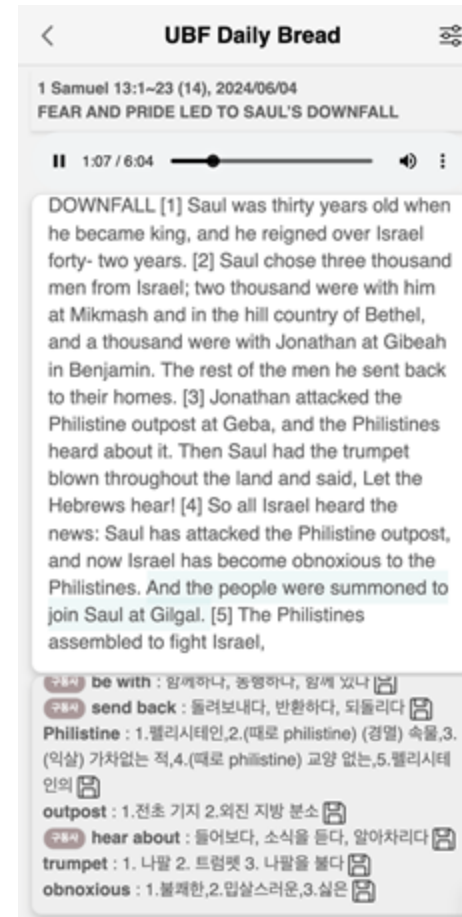 UBF Daily Bread
1 Samuel 13:1~23 (14), 2024/06/04
FEAR AND PRIDE LED TO SAUL'S DOWNFALL
1:07 / 6:04
DOWNFALL [1] Saul was thirty years old when
he became king, and he reigned over Israel
forty- two years. [2] Saul chose three thousand
men from Israel; two thousand were with him
at Mikmash and in the hill country of Bethel,
and a thousand were with Jonathan at Gibeah
in Benjamin. The rest of the men he sent back
to their homes. [3] Jonathan attacked the
Philistine outpost at Geba, and the Philistines
heard about it. Then Saul had the trumpet
blown throughout the land and said, Let the
Hebrews hear! [4] So all Israel heard the
news: Saul has attacked the Philistine outpost,
and now Israel has become obnoxious to the
Philistines. And the people were summoned to
join Saul at Gilgal. [5] The Philistines
assembled to fight Israel,
구동사 be with : 함께하다, 동행하다, 함께 있다
구동사 send back : 돌려보내다, 반환하다, 되돌리다
Philistine : 1.펠리시테인,2.(때로 philistine) (경멸) 속물,3.
(익살) 가차없는 적,4.(때로 philistine) 교양 없는,5.펠리시테
인의
outpost : 1.전초 기지 2.외진 지방 분소
구동사 hear about : 들어보다, 소식을 듣다, 알아차리다
trumpet : 1. 나팔 2. 트럼펫 3. 나팔을 불다
obnoxious : 1.불쾌한,2.밉살스러운,3.싫은